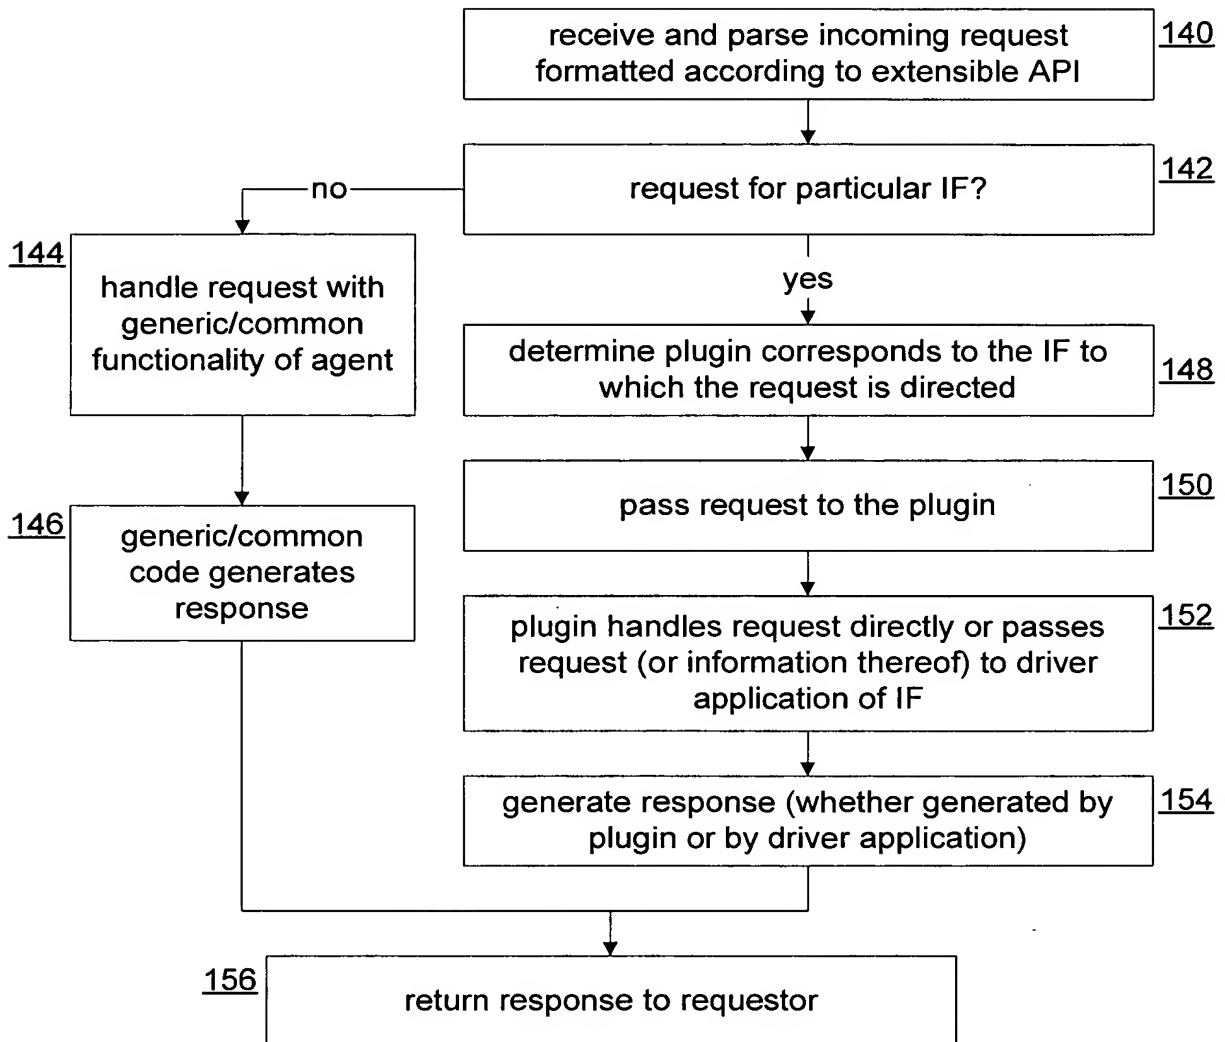 receive and parse incoming request
formatted according to extensible API
140
request for particular IF?
142
no
144
handle request with
generic/common
functionality of agent
yes
determine plugin corresponds to the IF to
which the request is directed
148
pass request to the plugin
150
146
generic/common
code generates
response
plugin handles request directly or passes
request (or information thereof) to driver
application of IF
152
generate response (whether generated by
plugin or by driver application)
154
156
return response to requestor